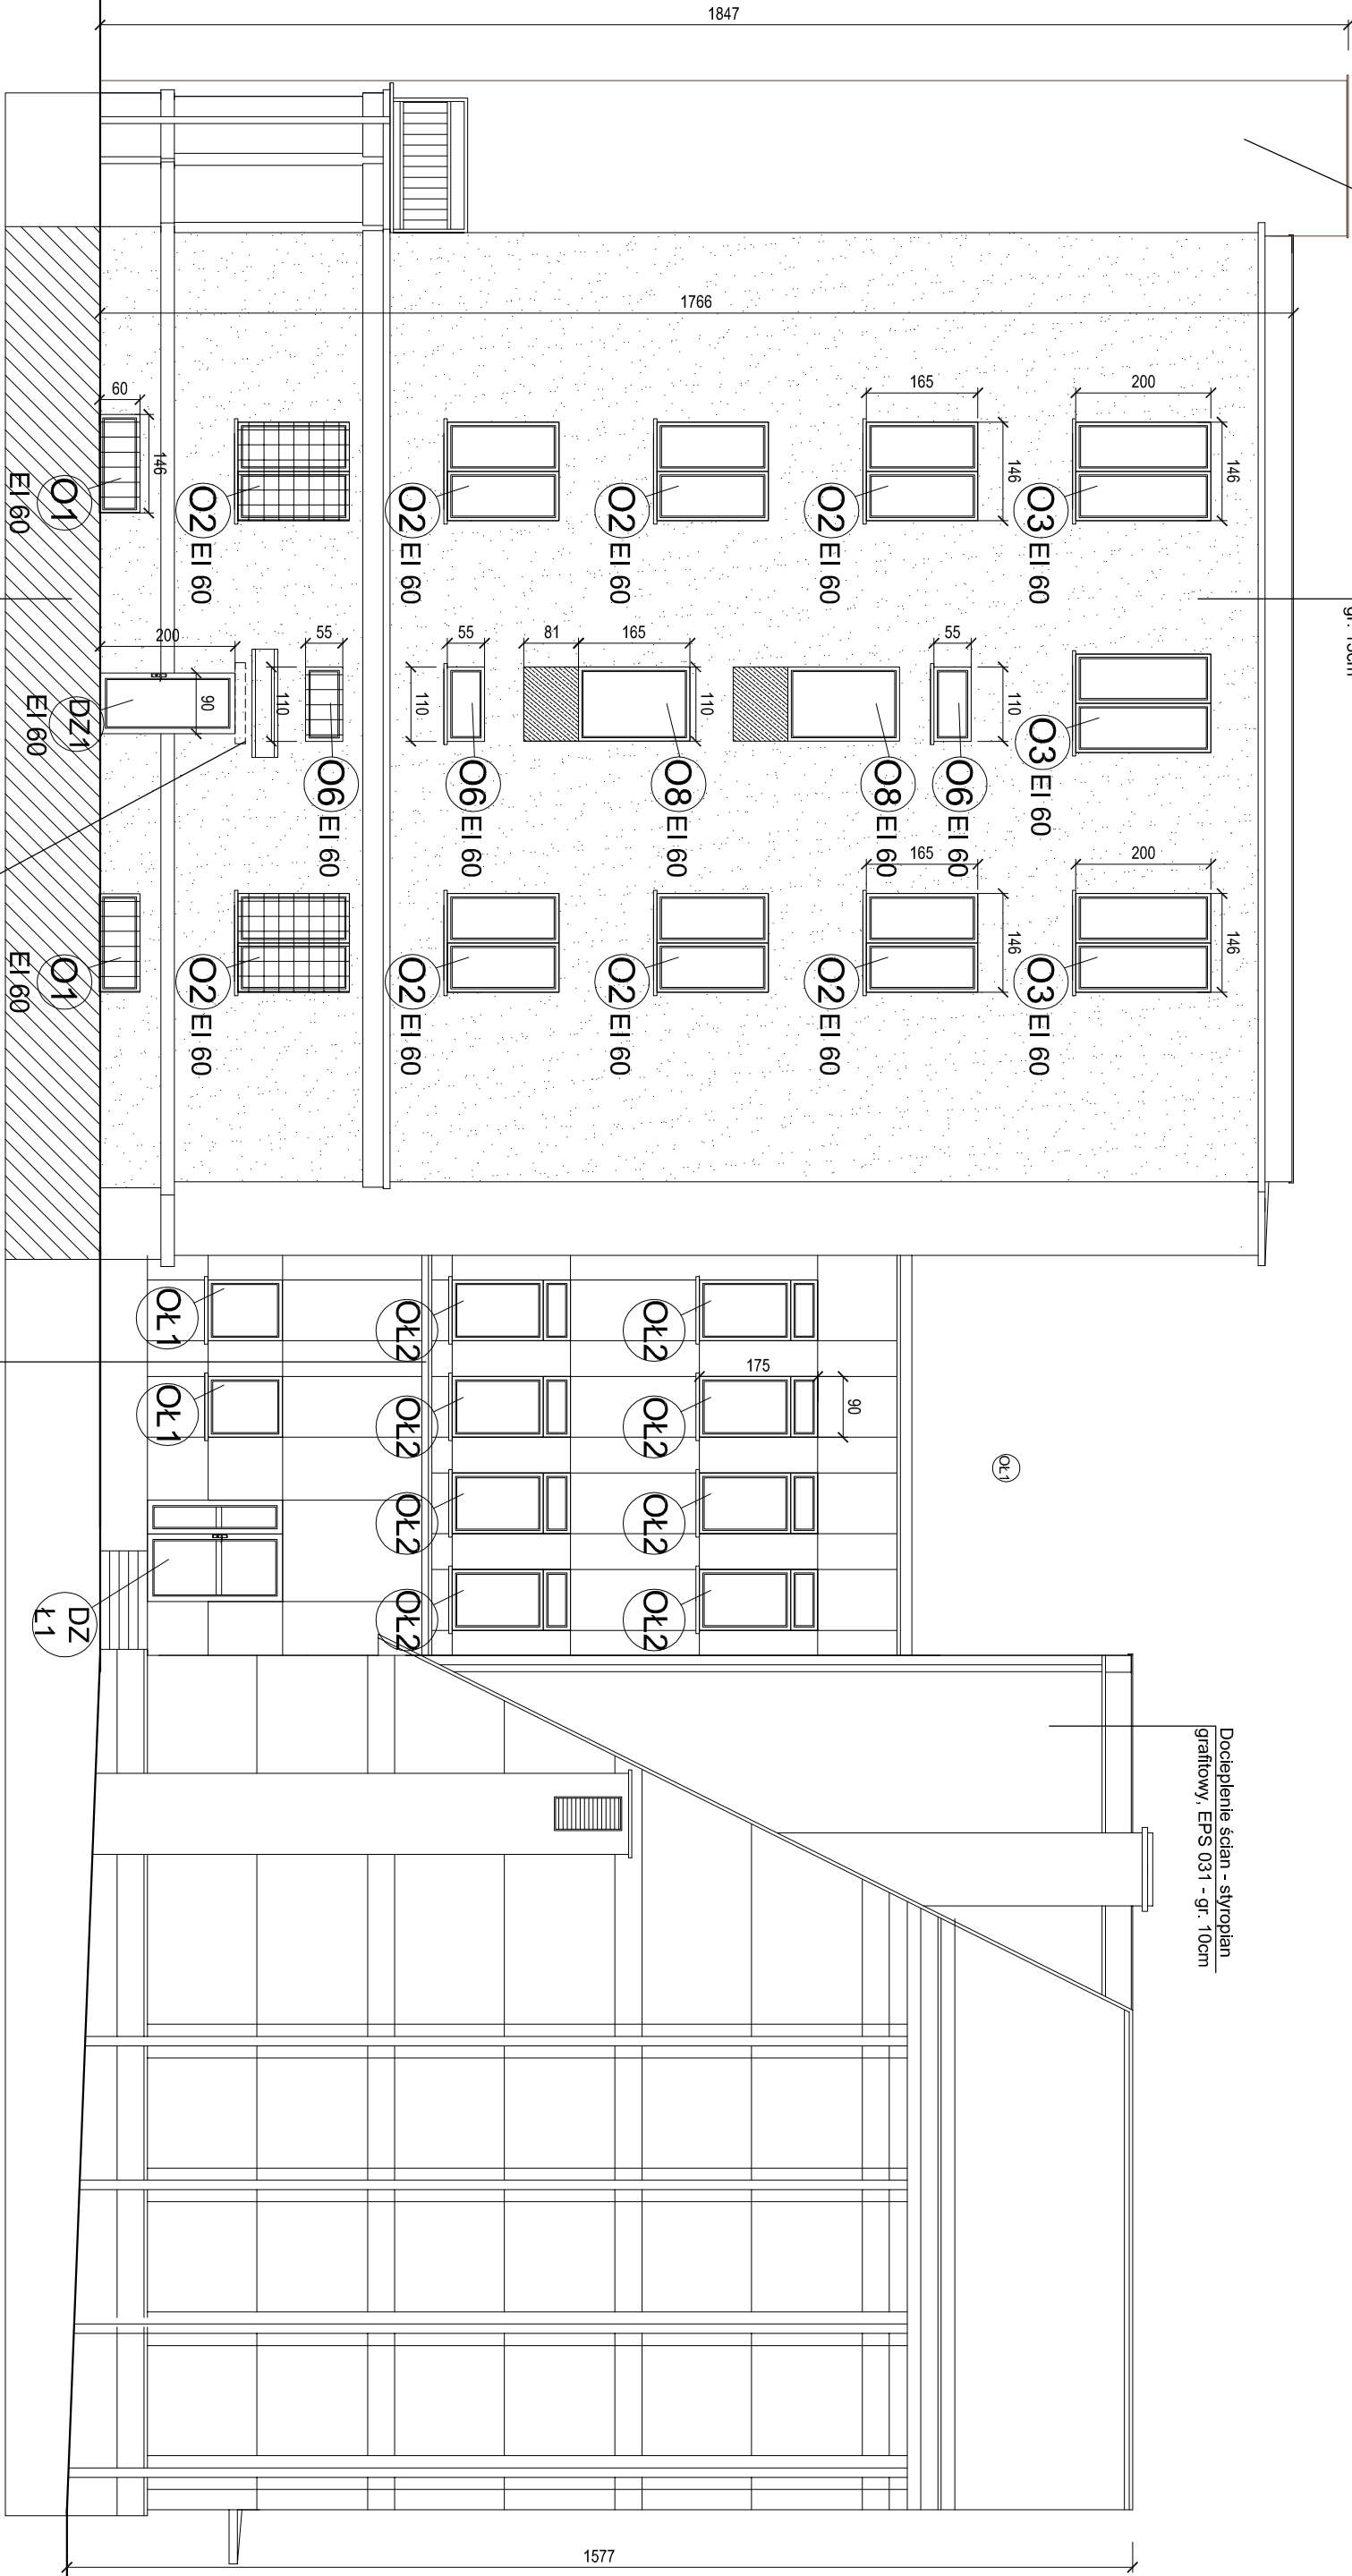 1847
1766
60
146
O1
EI 60
O2 EI 60
O2 EI 60
O2 EI 60
165
146
O2 EI 60
200
146
O3 EI 60
200
90
DZ1
EI 60
110
55
O6 EI 60
55
110
O6 EI 60
81
165
110
O8 EI 60
O8 EI 60
55
110
O6 EI 60
O3 EI 60
O1
EI 60
O2 EI 60
O2 EI 60
O2 EI 60
165
146
O2 EI 60
200
146
O3 EI 60
OŁ1
OŁ2
OŁ2
OŁ1
OŁ2
175
90
OŁ2
OŁ1
OŁ2
OŁ2
OŁ2
OŁ2
DZ
Ł1
Docieplenie ścian - styropian
grafitowy, EPS 031 - gr. 10cm
1577